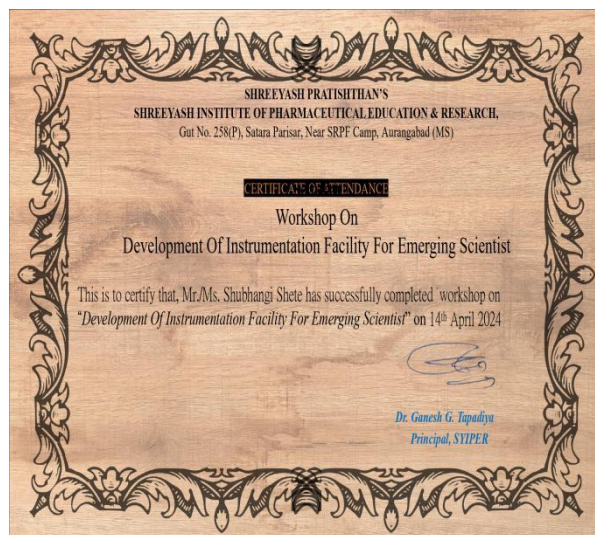 SHREEYASH PRATISHTHAN'S
SHREEYASH INSTITUTE OF PHARMACEUTICAL EDUCATION & RESEARCH,
Gut No. 258(P), Satara Parisar, Near SRPF Camp, Aurangabad (MS)
CERTIFICATE OF ATTENDANCE
Workshop On
Development Of Instrumentation Facility For Emerging Scientist
This is to certify that, Mr./Ms. Shubhangi Shete has successfully completed workshop on
“Development Of Instrumentation Facility For Emerging Scientist” on 14th April 2024
Dr. Ganesh G. Tapadiya
Principal, SYIPER